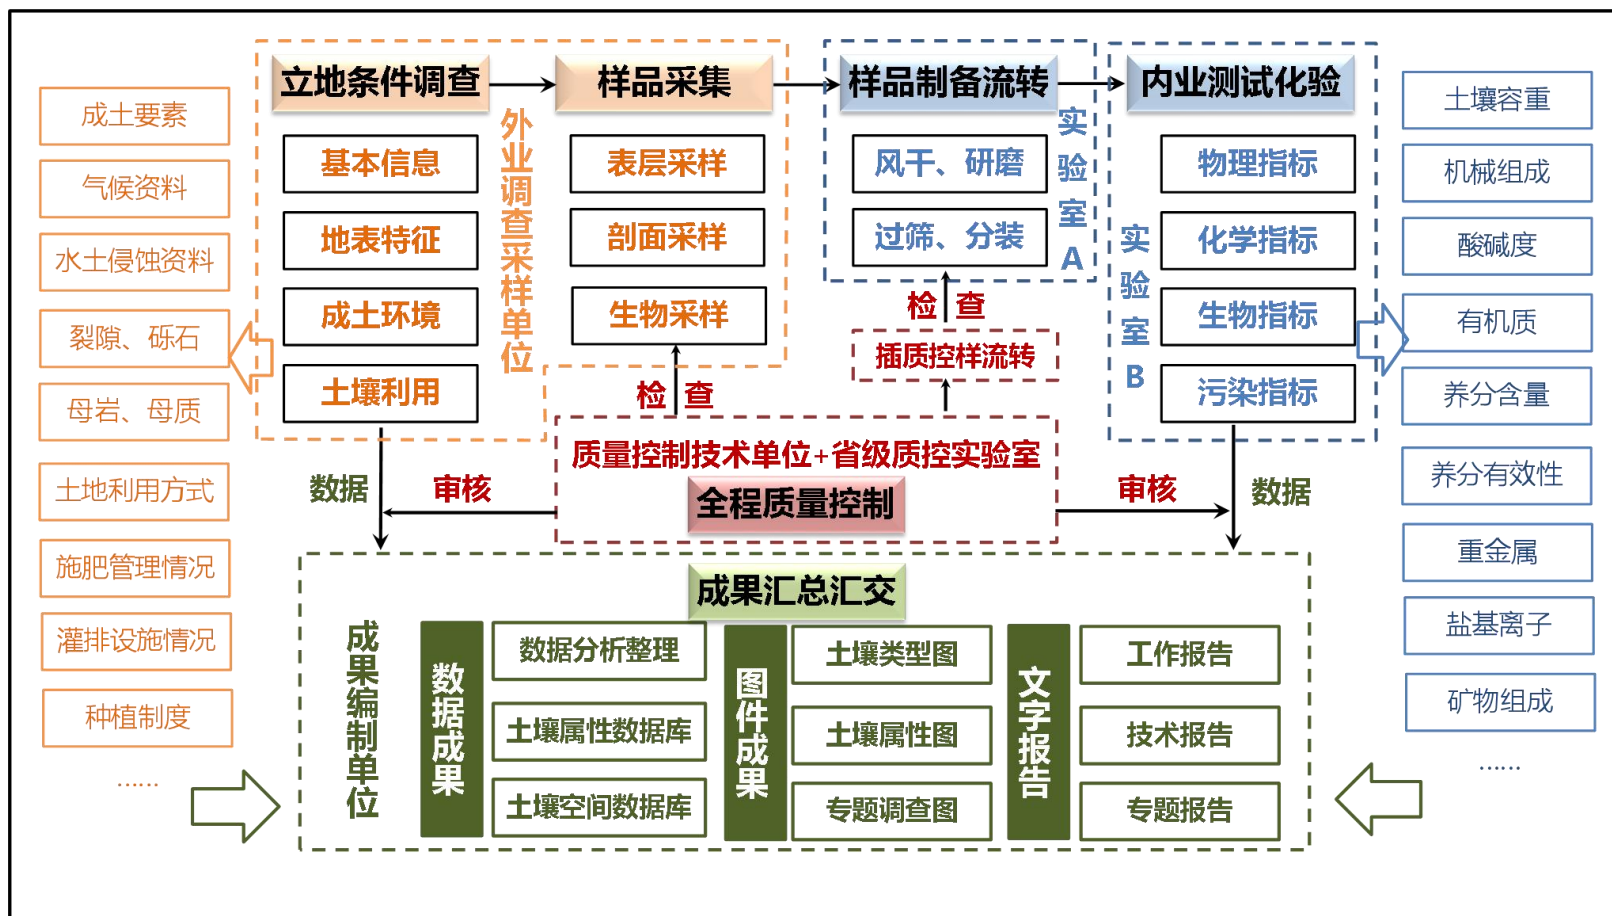 立地条件调查
样品采集
样品制备流转
内业测试化验
成土要素
气候资料
水土侵蚀资料
裂隙、砾石
母岩、母质
土地利用方式
施肥管理情况
灌排设施情况
种植制度
……
基本信息
地表特征
成土环境
土壤利用
外业调查采样单位
表层采样
剖面采样
生物采样
风干、研磨
过筛、分装
实验室A
实验室B
物理指标
化学指标
生物指标
污染指标
土壤容重
机械组成
酸碱度
有机质
养分含量
养分有效性
重金属
盐基离子
矿物组成
……
检查
检查
插质控样流转
质量控制技术单位+省级质控实验室
全程质量控制
数据
审核
审核
数据
成果汇总汇交
成果编制单位
数据成果
数据分析整理
土壤属性数据库
土壤空间数据库
图件成果
土壤类型图
土壤属性图
专题调查图
文字报告
工作报告
技术报告
专题报告